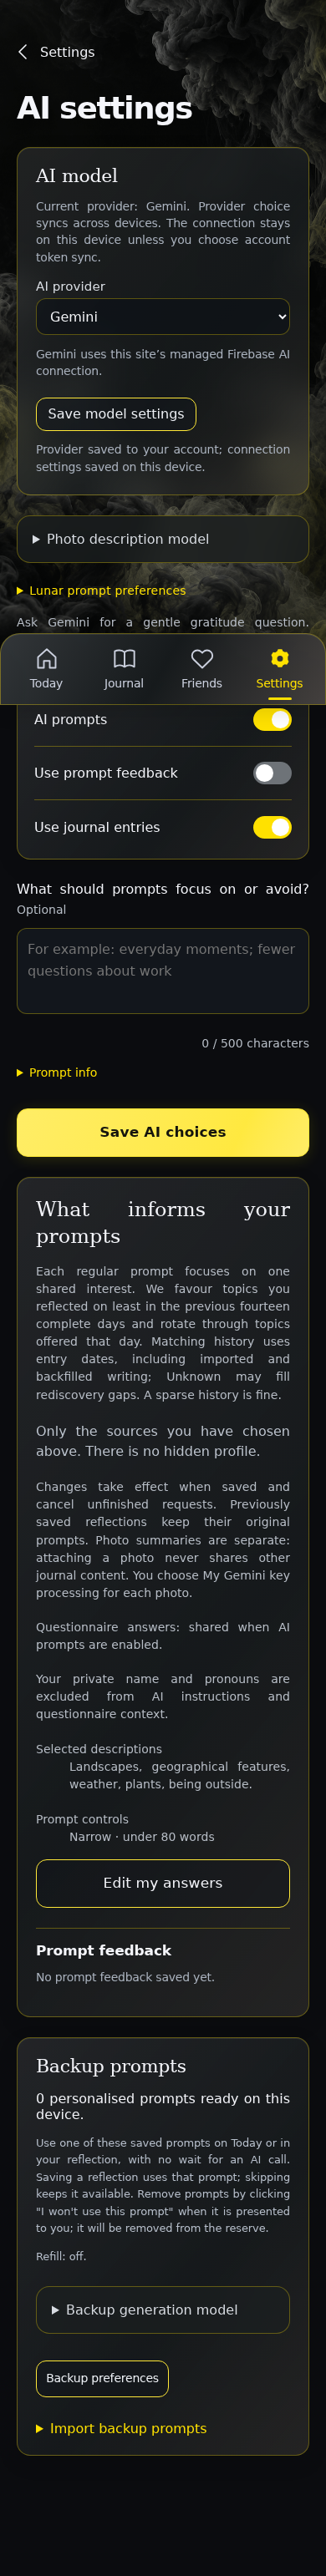 Settings
AI settings
AI model
Current provider: Gemini. Provider choice
syncs across devices. The connection stays
on this device unless you choose account
token sync.
AI provider
Gemini
Gemini uses this site’s managed Firebase AI
connection.
Save model settings
Provider saved to your account; connection
settings saved on this device.
Photo description model
Lunar prompt preferences
Ask Gemini for a gentle gratitude question.
Today
Journal
Friends
Settings
AI prompts
Use prompt feedback
Use journal entries
What should prompts focus on or avoid?
Optional
For example: everyday moments; fewer
questions about work
0 / 500 characters
Prompt info
Save AI choices
What informs your
prompts
Each regular prompt focuses on one
shared interest. We favour topics you
reflected on least in the previous fourteen
complete days and rotate through topics
offered that day. Matching history uses
entry dates, including imported and
backfilled writing; Unknown may fill
rediscovery gaps. A sparse history is fine.
Only the sources you have chosen
above. There is no hidden profile.
Changes take effect when saved and
cancel unfinished requests. Previously
saved reflections keep their original
prompts. Photo summaries are separate:
attaching a photo never shares other
journal content. You choose My Gemini key
processing for each photo.
Questionnaire answers: shared when AI
prompts are enabled.
Your private name and pronouns are
excluded from AI instructions and
questionnaire context.
Selected descriptions
Landscapes, geographical features,
weather, plants, being outside.
Prompt controls
Narrow · under 80 words
Edit my answers
Prompt feedback
No prompt feedback saved yet.
Backup prompts
0 personalised prompts ready on this
device.
Use one of these saved prompts on Today or in
your reflection, with no wait for an AI call.
Saving a reflection uses that prompt; skipping
keeps it available. Remove prompts by clicking
"I won't use this prompt" when it is presented
to you; it will be removed from the reserve.
Refill: off.
Backup generation model
Backup preferences
Import backup prompts